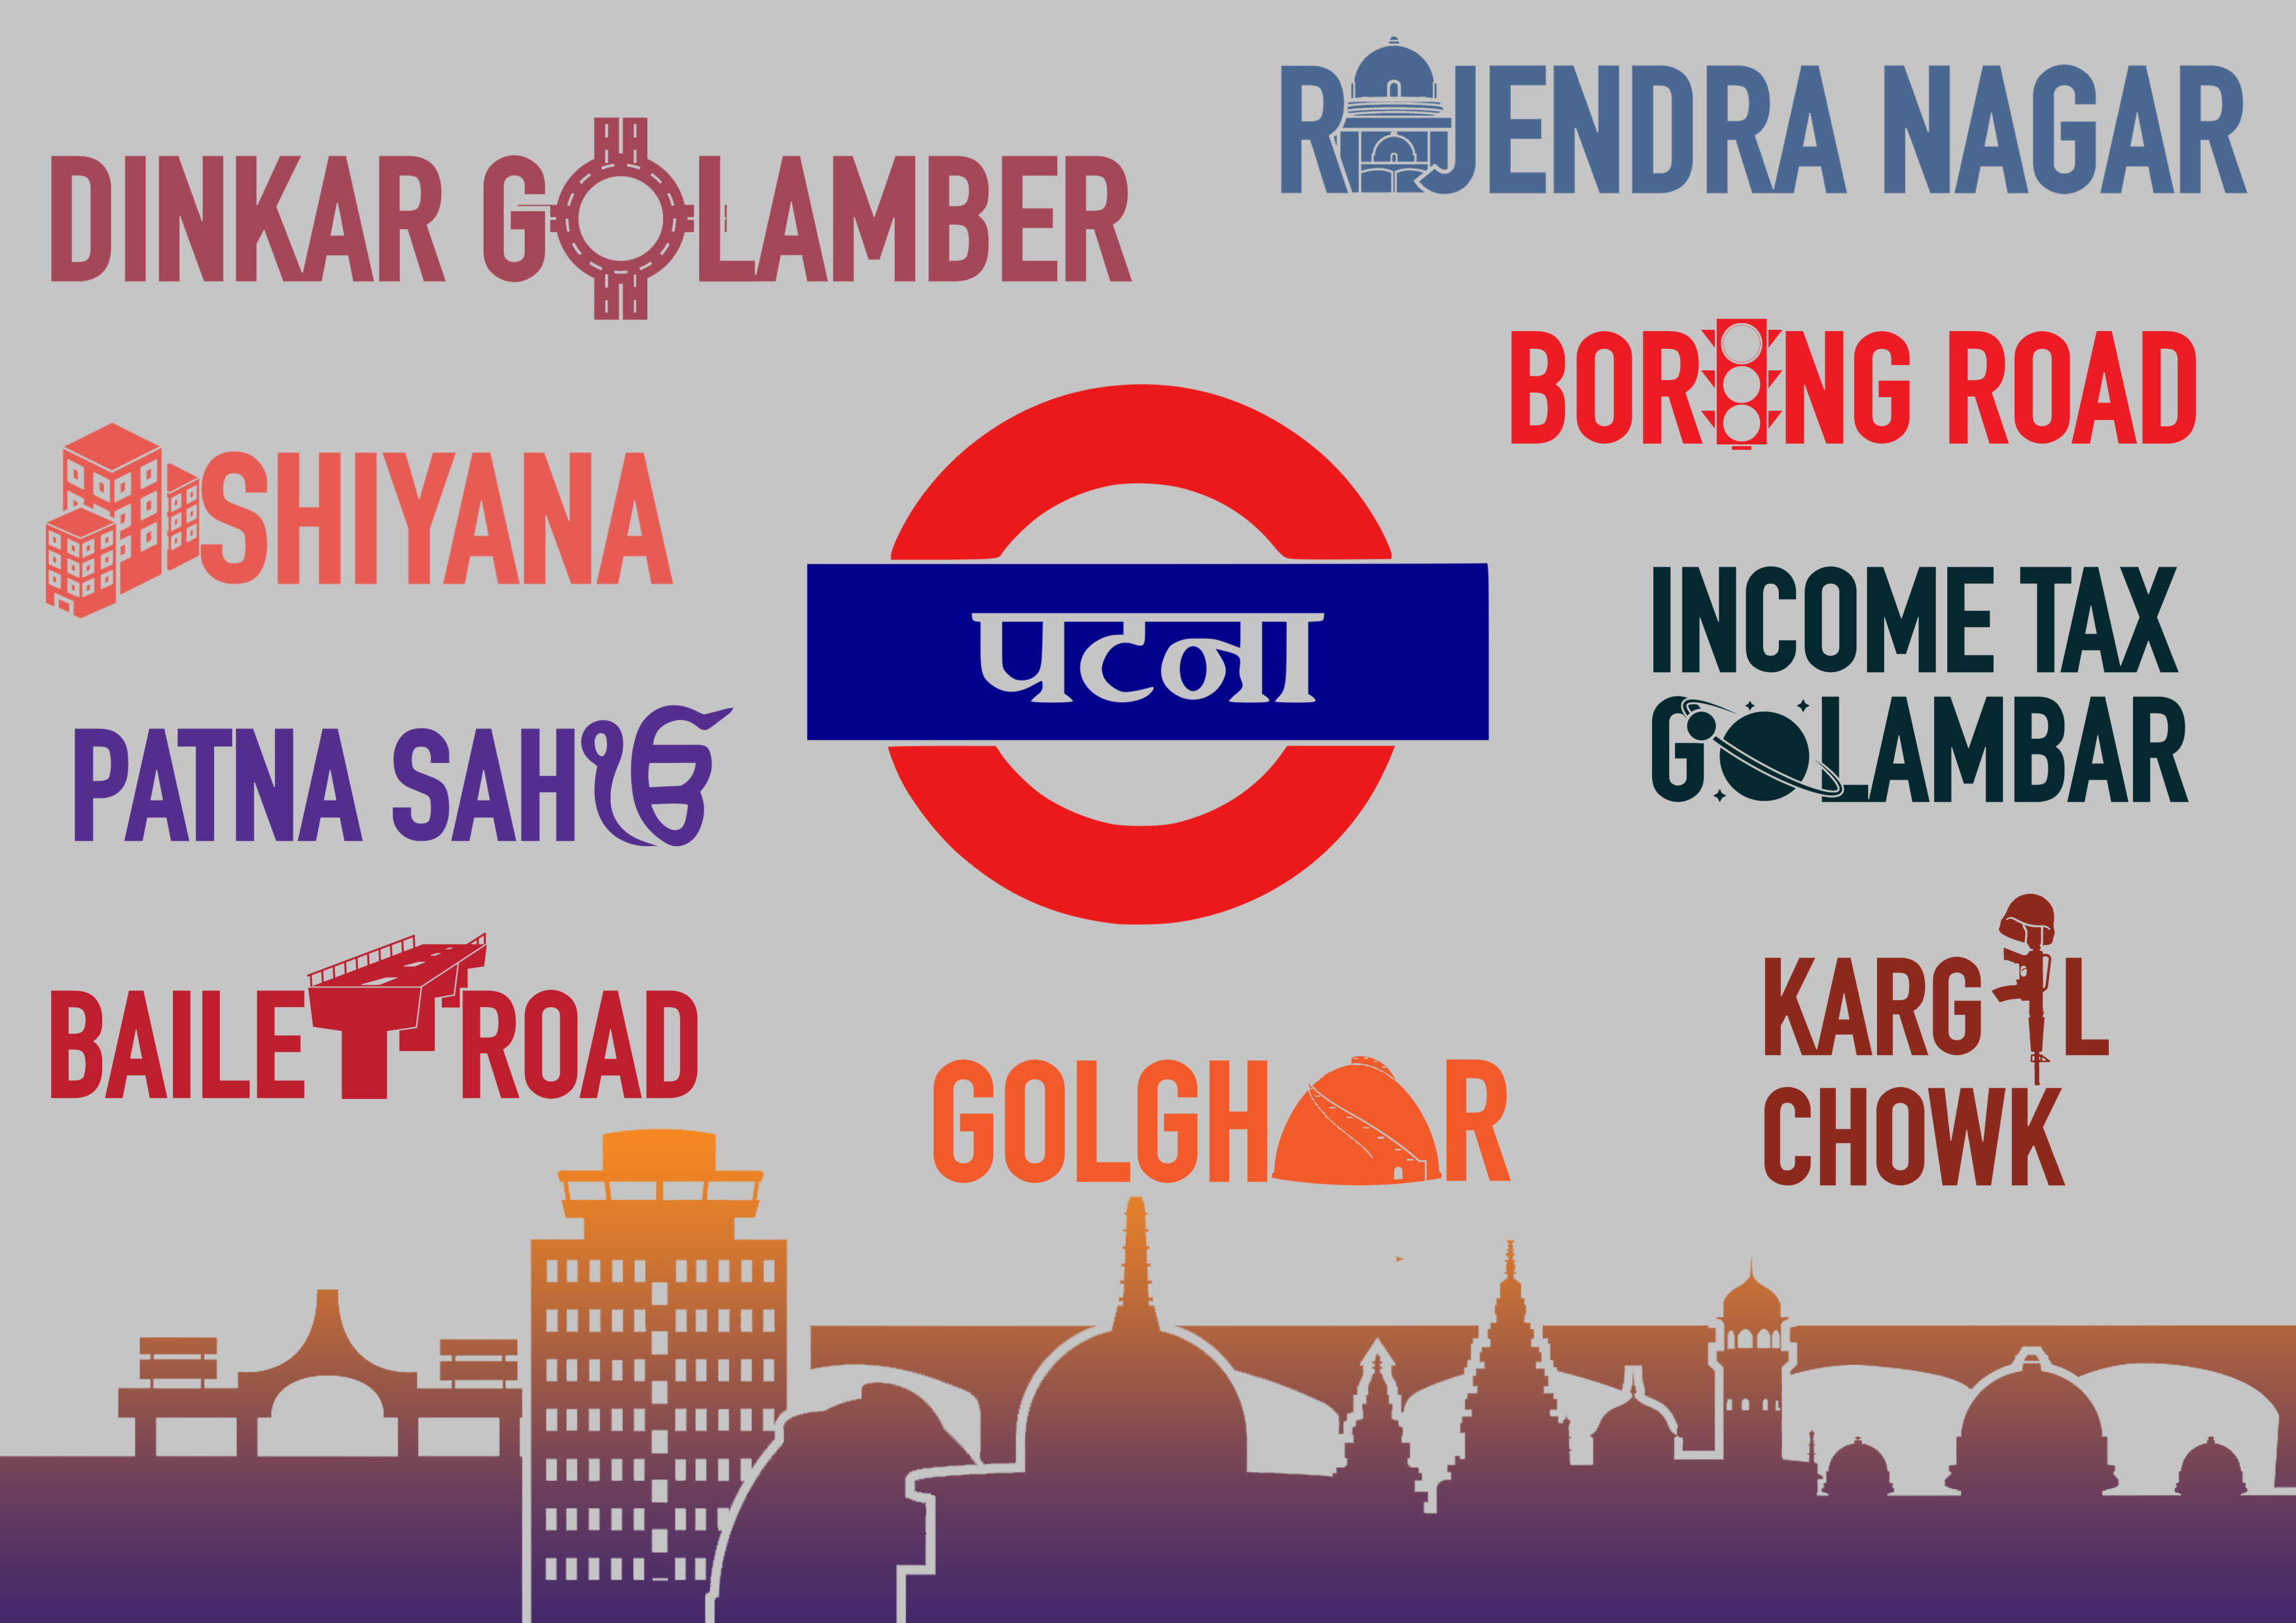 DINKAR GOLAMBER
RAJENDRA NAGAR
BORING ROAD
ASHIYANA
पटना
INCOME TAX
GOLAMBAR
PATNA SAHIB
BAILEY ROAD
KARGIL
CHOWK
GOLGHAR